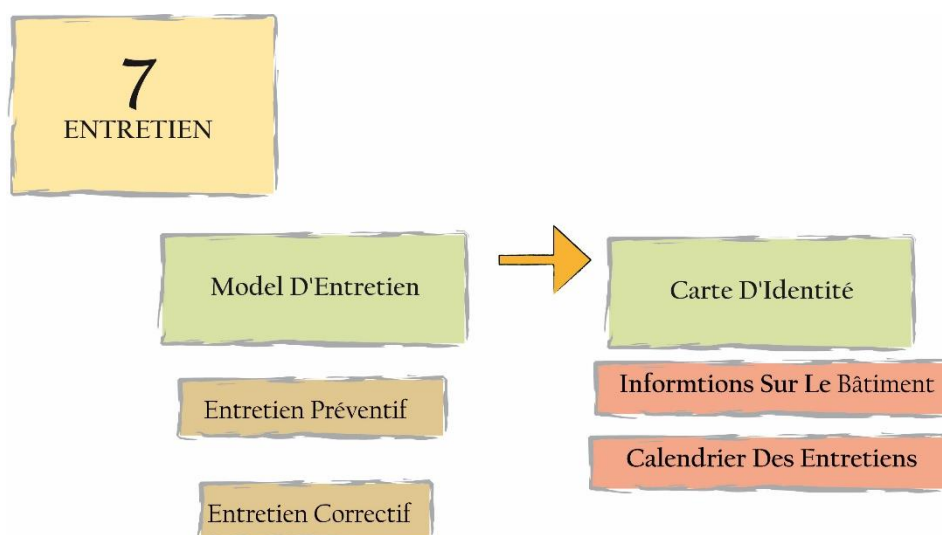 7
ENTRETIEN
Model D'Entretien
Entretien Préventif
Entretien Correctif
Carte D'Identité
Informtions Sur Le Bâtiment
Calendrier Des Entretiens